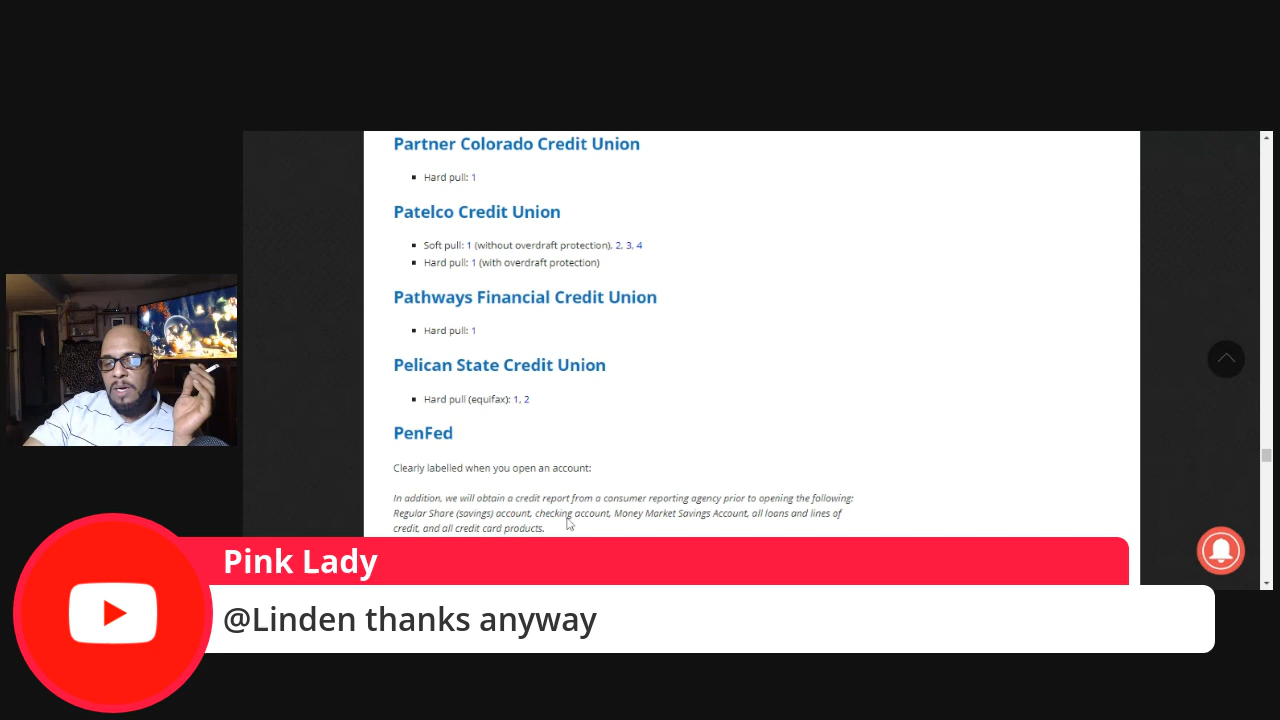 Partner Colorado Credit Union
Hard pull: 1
Patelco Credit Union
Soft pull: 1 (without overdraft protection), 2, 3, 4
Hard pull: 1 (with overdraft protection)
Pathways Financial Credit Union
Hard pull: 1
Pelican State Credit Union
Hard pull (equifax): 1, 2
PenFed
Clearly labelled when you open an account:
In addition, we will obtain a credit report from a consumer reporting agency prior to opening the following:
Regular Share (savings) account, checking account, Money Market Savings Account, all loans and lines of
credit, and all credit card products.
Pink Lady
@Linden thanks anyway